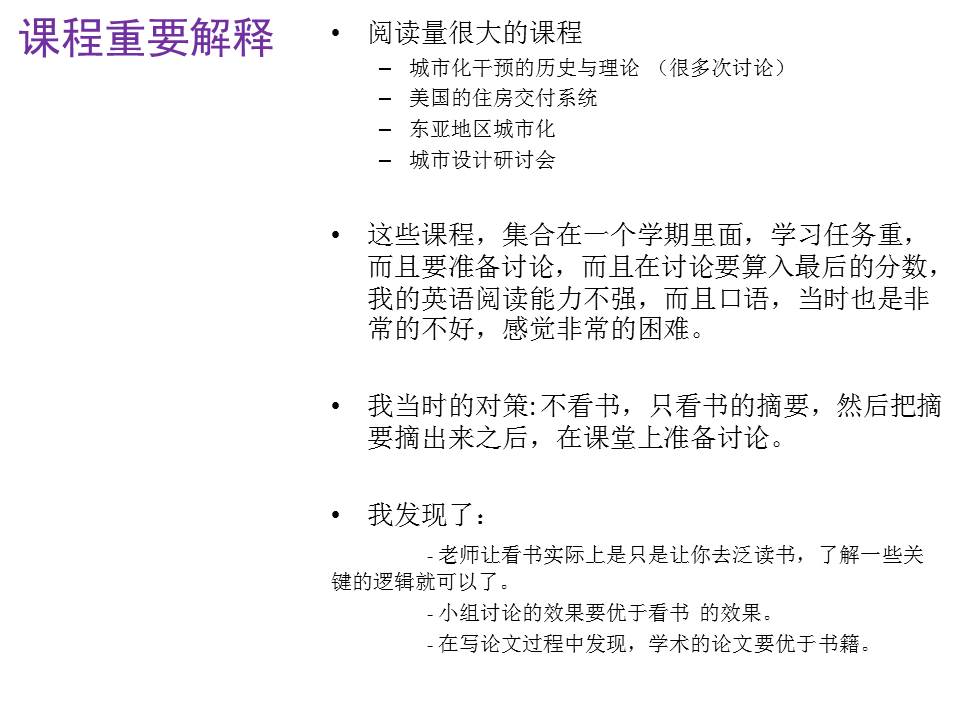 课程重要解释
• 阅读量很大的课程
– 城市化干预的历史与理论 （很多次讨论）
– 美国的住房交付系统
– 东亚地区城市化
– 城市设计研讨会
• 这些课程，集合在一个学期里面，学习任务重，
而且要准备讨论，而且在讨论要算入最后的分数，
我的英语阅读能力不强，而且口语，当时也是非
常的不好，感觉非常的困难。
• 我当时的对策: 不看书，只看书的摘要，然后把摘
要摘出来之后，在课堂上准备讨论。
• 我发现了：
- 老师让看书实际上是只是让你去泛读书，了解一些关
键的逻辑就可以了。
- 小组讨论的效果要优于看书 的效果。
- 在写论文过程中发现，学术的论文要优于书籍。